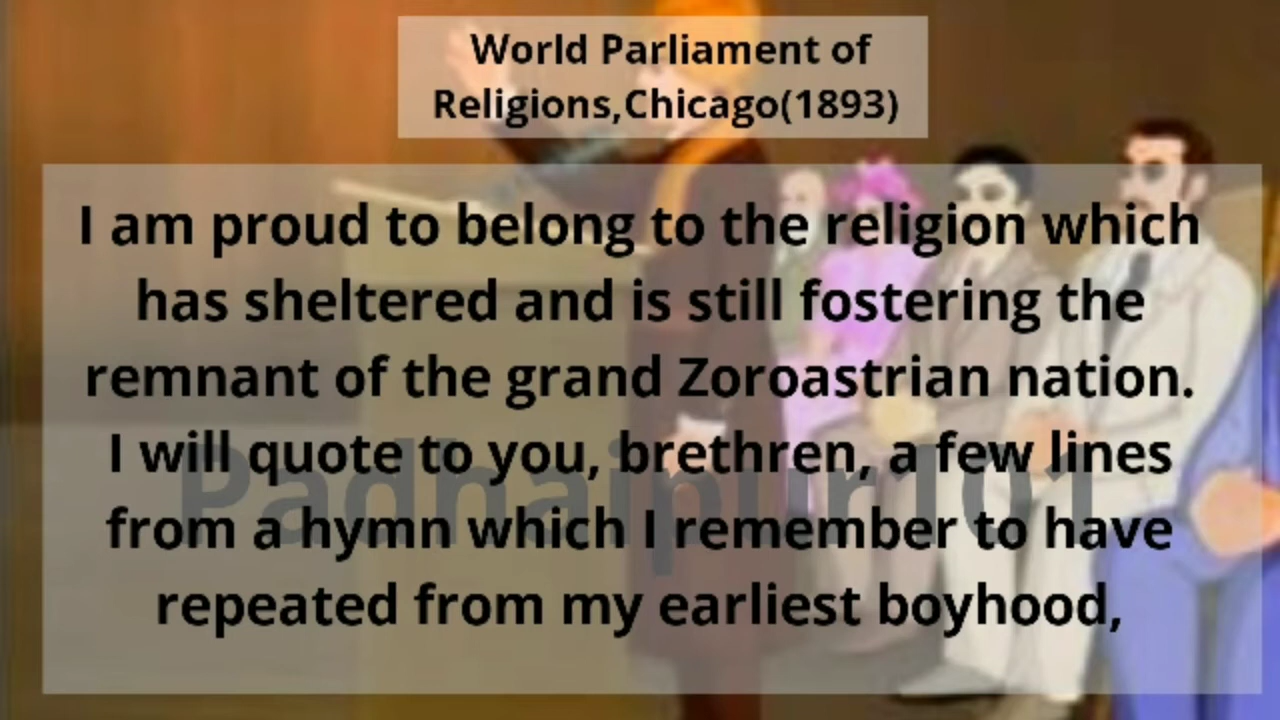 World Parliament of
Religions,Chicago(1893)
I am proud to belong to the religion which
has sheltered and is still fostering the
remnant of the grand Zoroastrian nation.
I will quote to you, brethren, a few lines
from a hymn which I remember to have
repeated from my earliest boyhood,
Padhaipur101